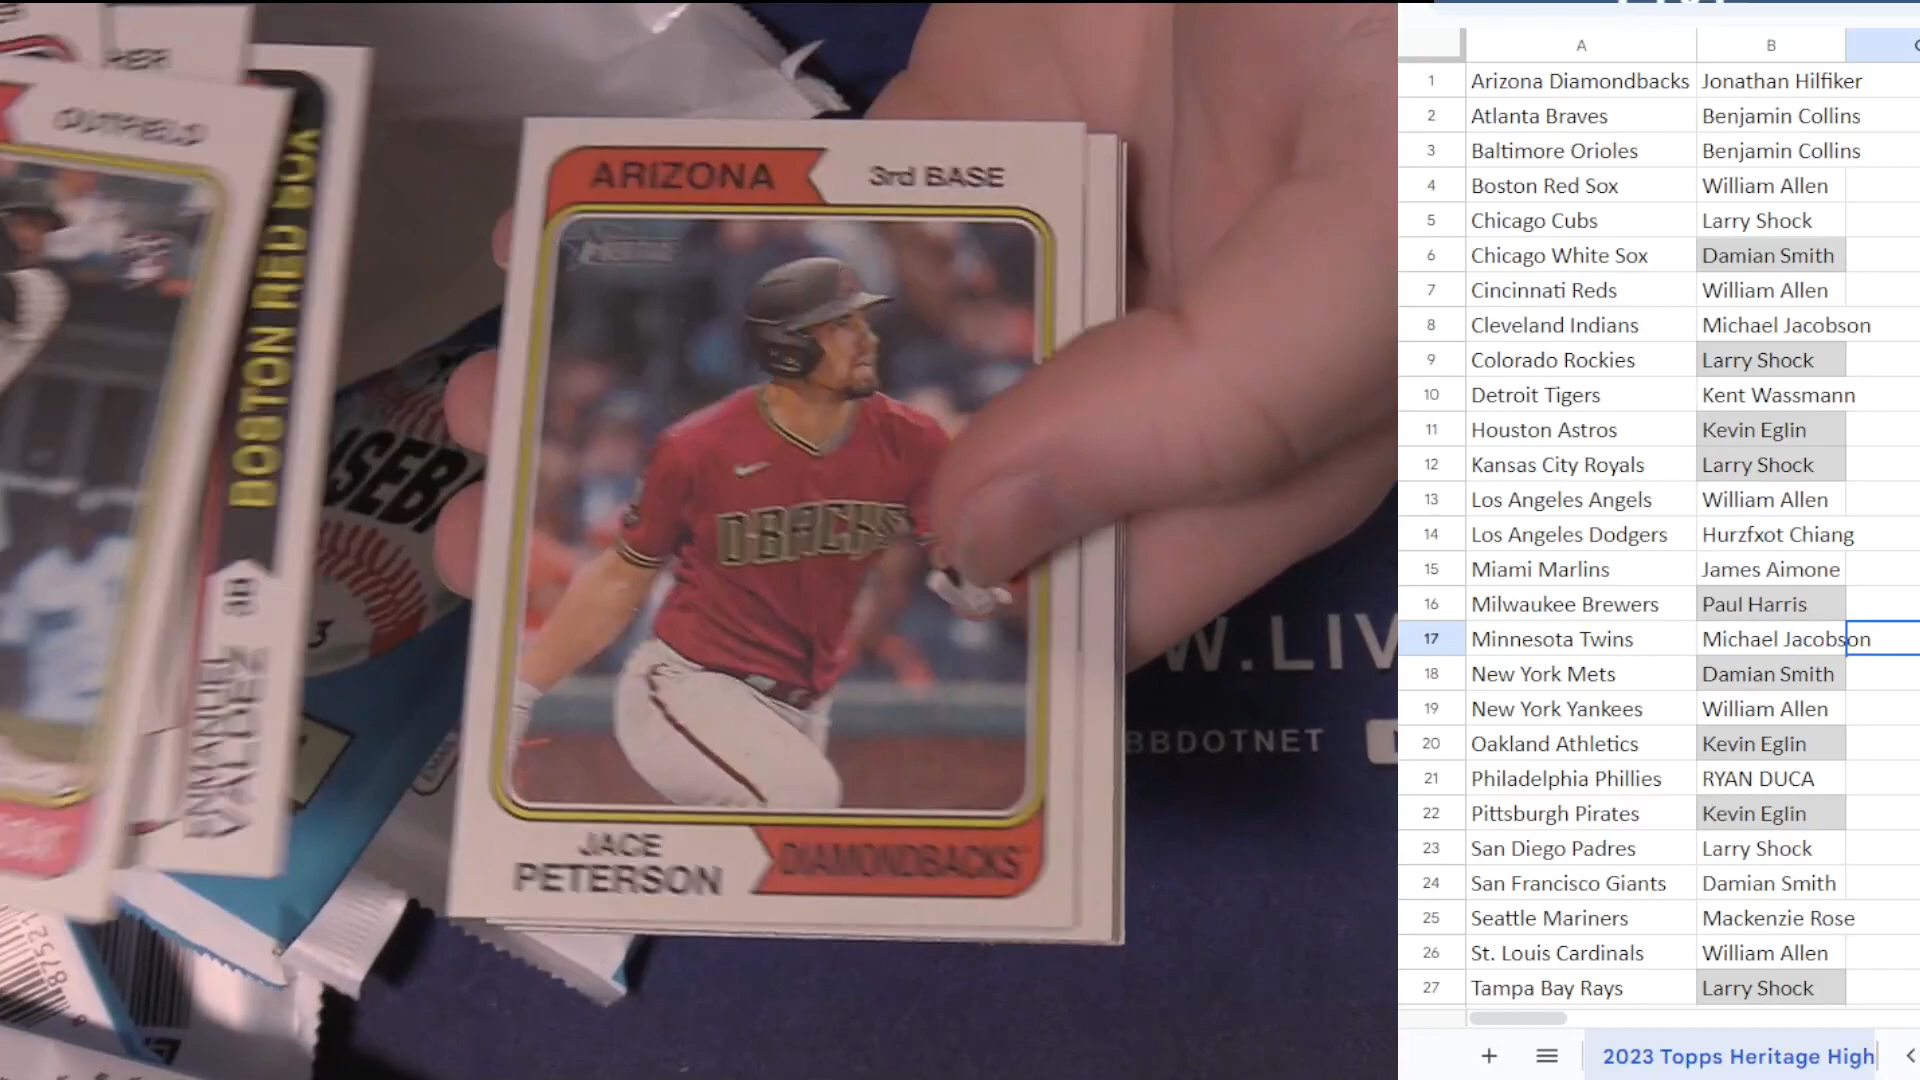 OUTFIELD
BOSTON RED SOX
3B
ENMANUEL
VALDEZ
ARIZONA
3rd BASE
DBACKS
JACE
PETERSON
DIAMONDBACKS
3
W.LIV
BBDOTNET
87521
A B
1 Arizona Diamondbacks Jonathan Hilfiker
2 Atlanta Braves Benjamin Collins
3 Baltimore Orioles Benjamin Collins
4 Boston Red Sox William Allen
5 Chicago Cubs Larry Shock
6 Chicago White Sox Damian Smith
7 Cincinnati Reds William Allen
8 Cleveland Indians Michael Jacobson
9 Colorado Rockies Larry Shock
10 Detroit Tigers Kent Wassmann
11 Houston Astros Kevin Eglin
12 Kansas City Royals Larry Shock
13 Los Angeles Angels William Allen
14 Los Angeles Dodgers Hurzfxot Chiang
15 Miami Marlins James Aimone
16 Milwaukee Brewers Paul Harris
17 Minnesota Twins Michael Jacobson
18 New York Mets Damian Smith
19 New York Yankees William Allen
20 Oakland Athletics Kevin Eglin
21 Philadelphia Phillies RYAN DUCA
22 Pittsburgh Pirates Kevin Eglin
23 San Diego Padres Larry Shock
24 San Francisco Giants Damian Smith
25 Seattle Mariners Mackenzie Rose
26 St. Louis Cardinals William Allen
27 Tampa Bay Rays Larry Shock
2023 Topps Heritage High